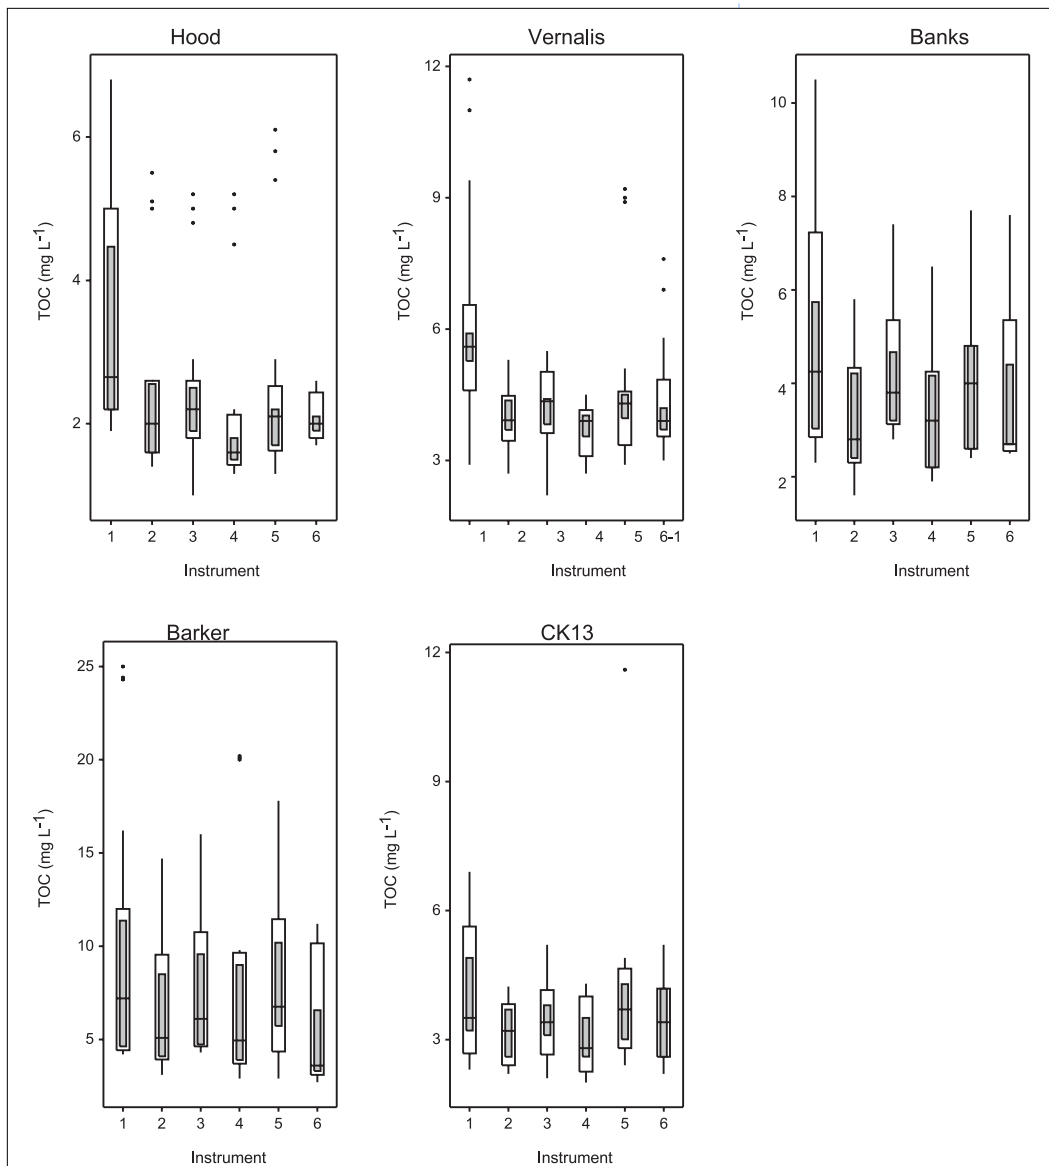 Hood
Vernalis
Banks
TOC (mg L-1)
6
4
2
1 2 3 4 5 6
Instrument
TOC (mg L-1)
12
9
6
3
1 2 3 4 5 6-1
Instrument
TOC (mg L-1)
10
8
6
4
2
1 2 3 4 5 6
Instrument
Barker
CK13
TOC (mg L-1)
25
20
15
10
5
1 2 3 4 5 6
Instrument
TOC (mg L-1)
12
9
6
3
1 2 3 4 5 6
Instrument